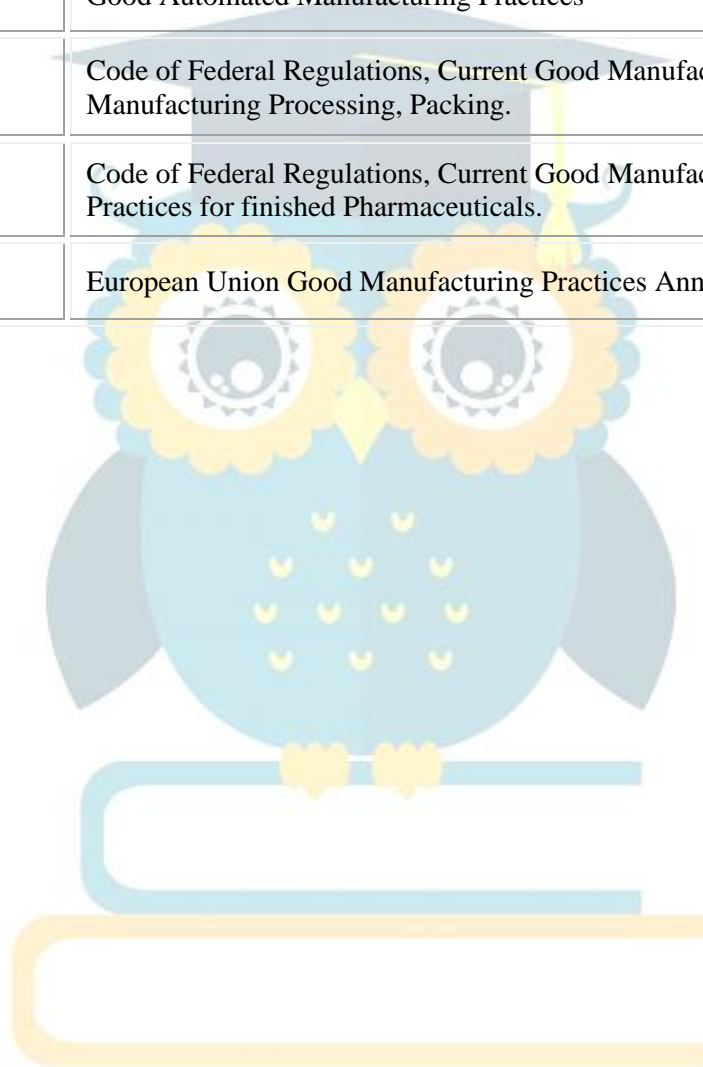 Good Automated Manufacturing Practices
Code of Federal Regulations, Current Good Manufac
Manufacturing Processing, Packing.
Code of Federal Regulations, Current Good Manufac
Practices for finished Pharmaceuticals.
European Union Good Manufacturing Practices Ann